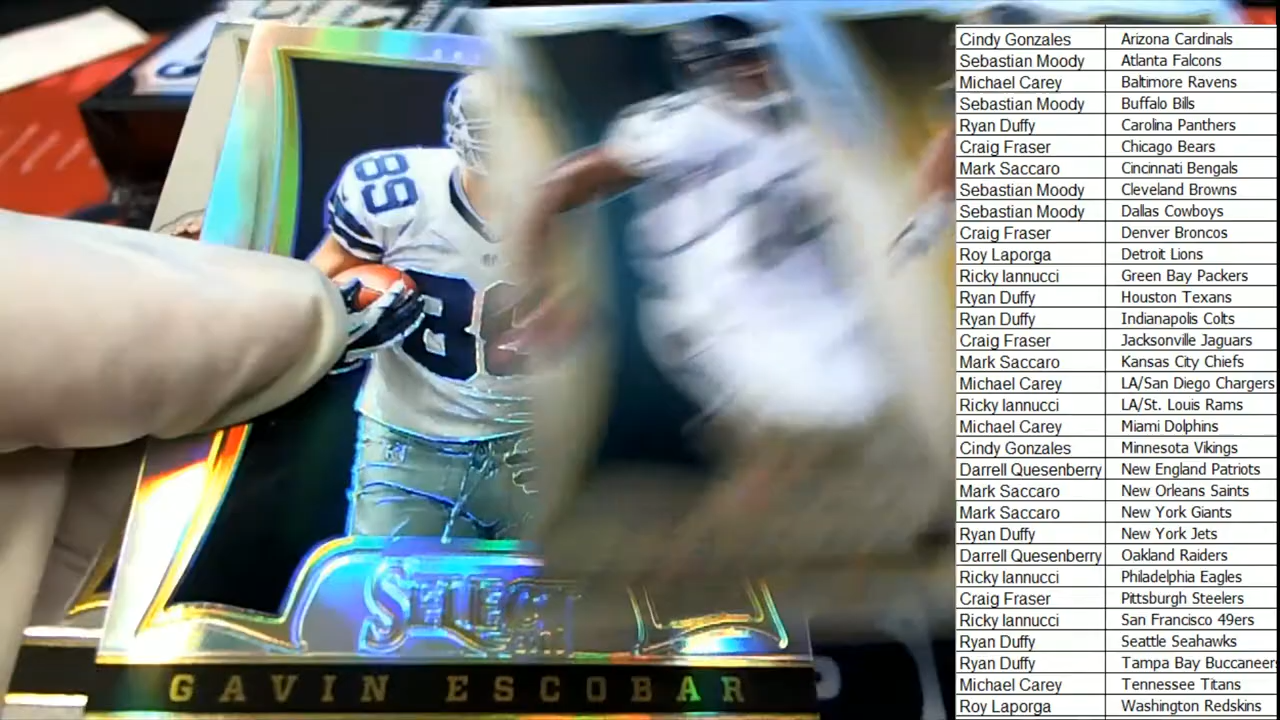 89
8
SELECT
GAVIN ESCOBAR
Cindy Gonzales Arizona Cardinals
Sebastian Moody Atlanta Falcons
Michael Carey Baltimore Ravens
Sebastian Moody Buffalo Bills
Ryan Duffy Carolina Panthers
Craig Fraser Chicago Bears
Mark Saccaro Cincinnati Bengals
Sebastian Moody Cleveland Browns
Sebastian Moody Dallas Cowboys
Craig Fraser Denver Broncos
Roy Laporga Detroit Lions
Ricky Iannucci Green Bay Packers
Ryan Duffy Houston Texans
Ryan Duffy Indianapolis Colts
Craig Fraser Jacksonville Jaguars
Mark Saccaro Kansas City Chiefs
Michael Carey LA/San Diego Chargers
Ricky Iannucci LA/St. Louis Rams
Michael Carey Miami Dolphins
Cindy Gonzales Minnesota Vikings
Darrell Quesenberry New England Patriots
Mark Saccaro New Orleans Saints
Mark Saccaro New York Giants
Ryan Duffy New York Jets
Darrell Quesenberry Oakland Raiders
Ricky Iannucci Philadelphia Eagles
Craig Fraser Pittsburgh Steelers
Ricky Iannucci San Francisco 49ers
Ryan Duffy Seattle Seahawks
Ryan Duffy Tampa Bay Buccaneer
Michael Carey Tennessee Titans
Roy Laporga Washington Redskins